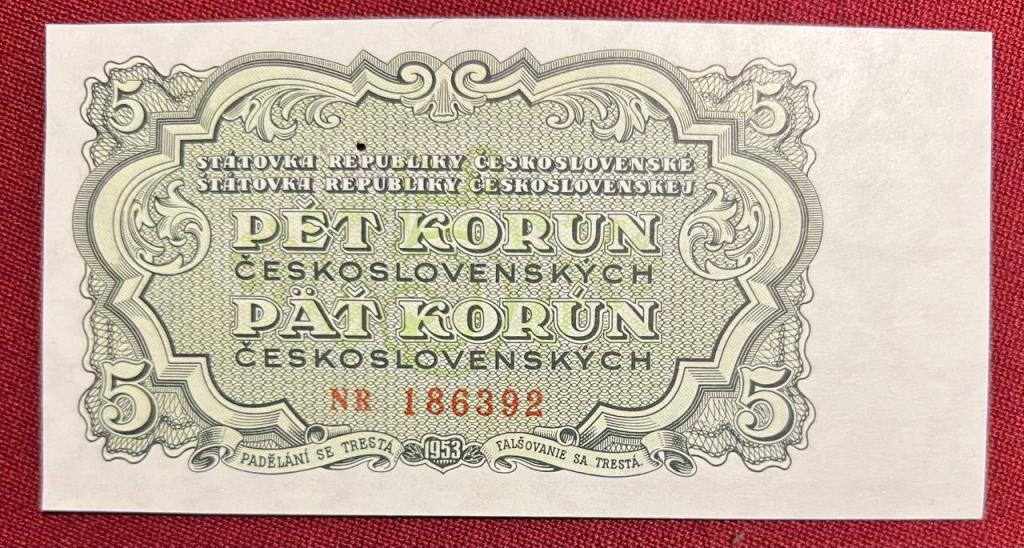 5 5
STÁTOVKA REPUBLIKY ČESKOSLOVENSKÉ
ŠTÁTOVKA REPUBLIKY ČESKOSLOVENSKEJ
PĚT KORUN
ČESKOSLOVENSKÝCH
PÄŤ KORÚN
ČESKOSLOVENSKÝCH
5 5
NR 186392
PADĚLÁNÍ SE TRESTÁ 1953 FALŠOVANIE SA TRESTÁ.